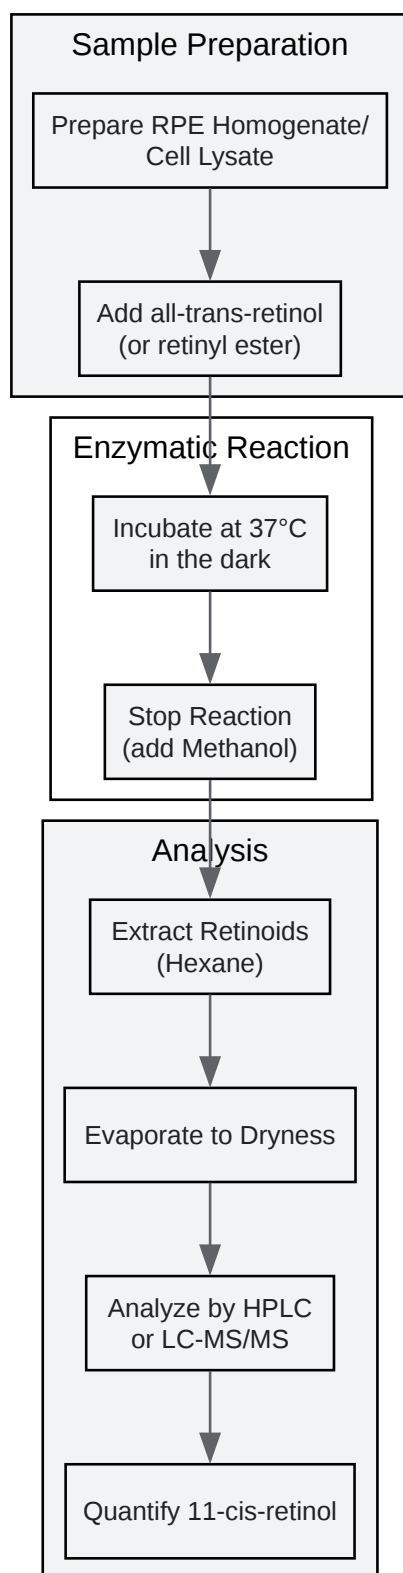 Sample Preparation
Prepare RPE Homogenate/
Cell Lysate
Add all-trans-retinol
(or retinyl ester)
Enzymatic Reaction
Incubate at 37°C
in the dark
Stop Reaction
(add Methanol)
Analysis
Extract Retinoids
(Hexane)
Evaporate to Dryness
Analyze by HPLC
or LC-MS/MS
Quantify 11-cis-retinol